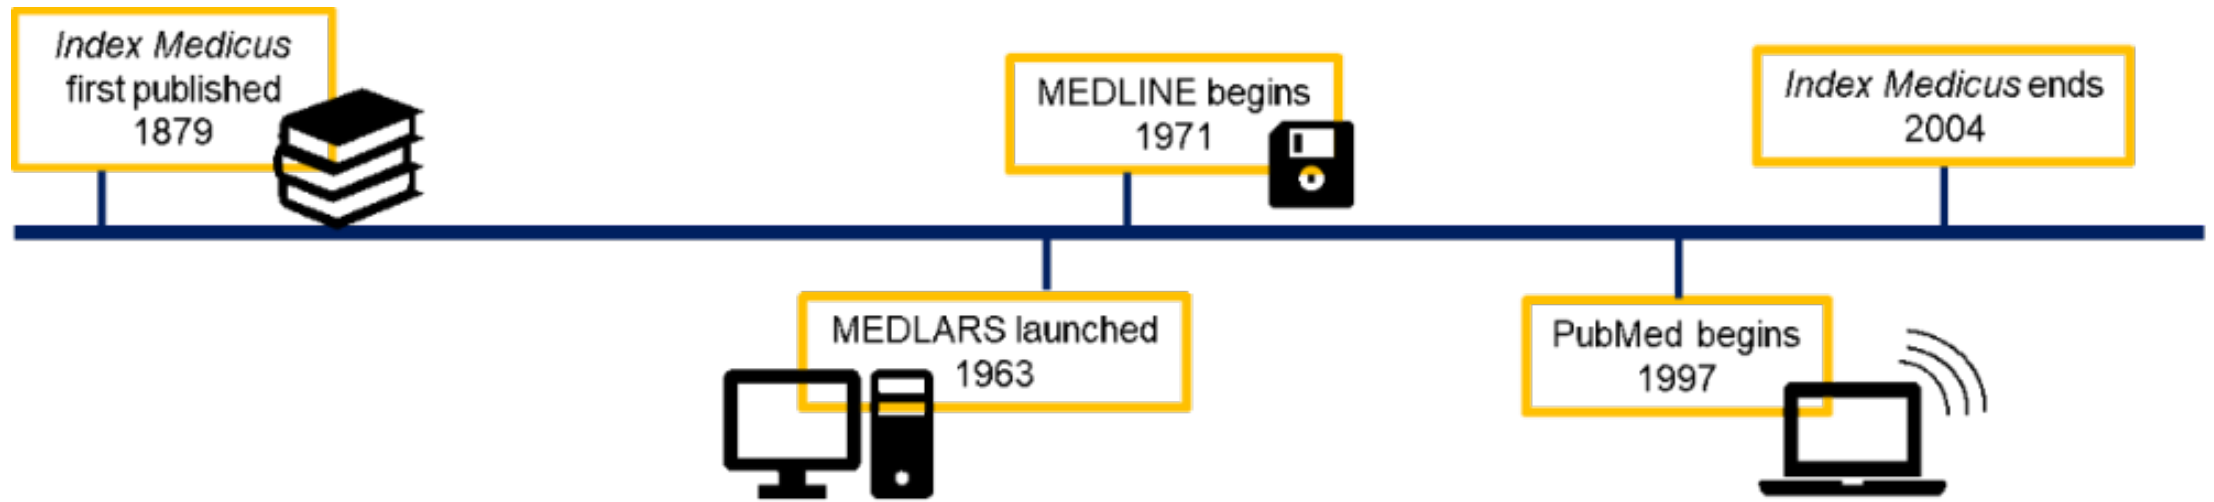 Index Medicus
first published
1879
MEDLARS launched
1963
MEDLINE begins
1971
PubMed begins
1997
Index Medicus ends
2004